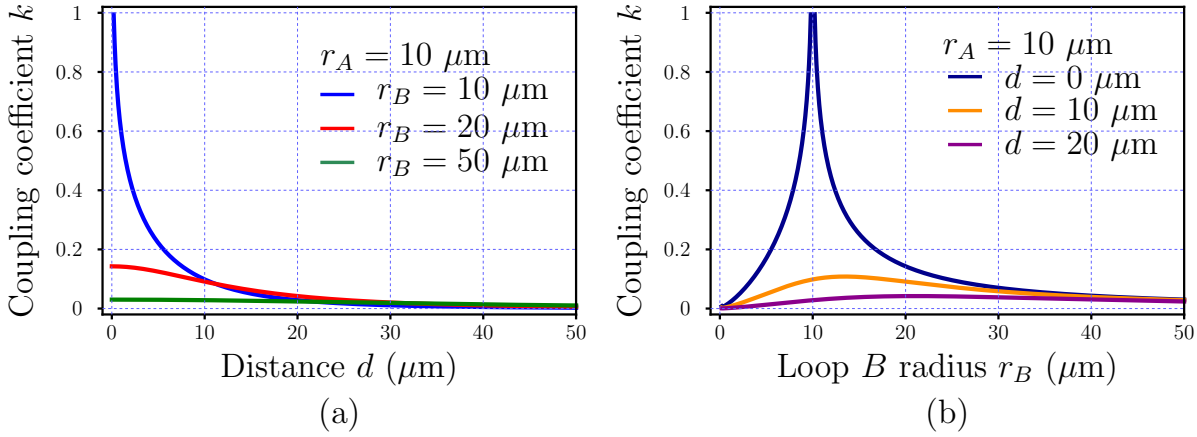 Coupling coefficient k
1
0.8
0.6
0.4
0.2
0
r_A = 10 μm
r_B = 10 μm
r_B = 20 μm
r_B = 50 μm
0 10 20 30 40 50
Distance d (μm)
(a)
Coupling coefficient k
1
0.8
0.6
0.4
0.2
0
r_A = 10 μm
d = 0 μm
d = 10 μm
d = 20 μm
0 10 20 30 40 50
Loop B radius r_B (μm)
(b)